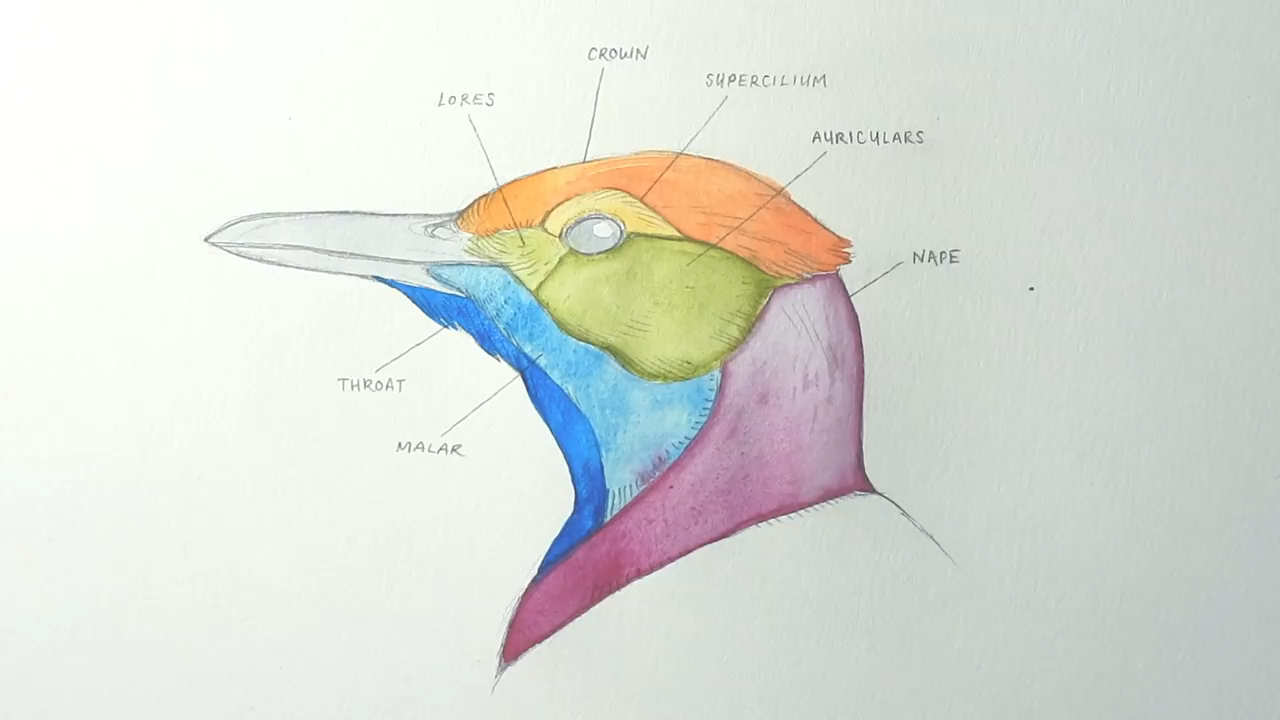 CROWN
SUPERCILIUM
LORES
AURICULARS
NAPE
THROAT
MALAR